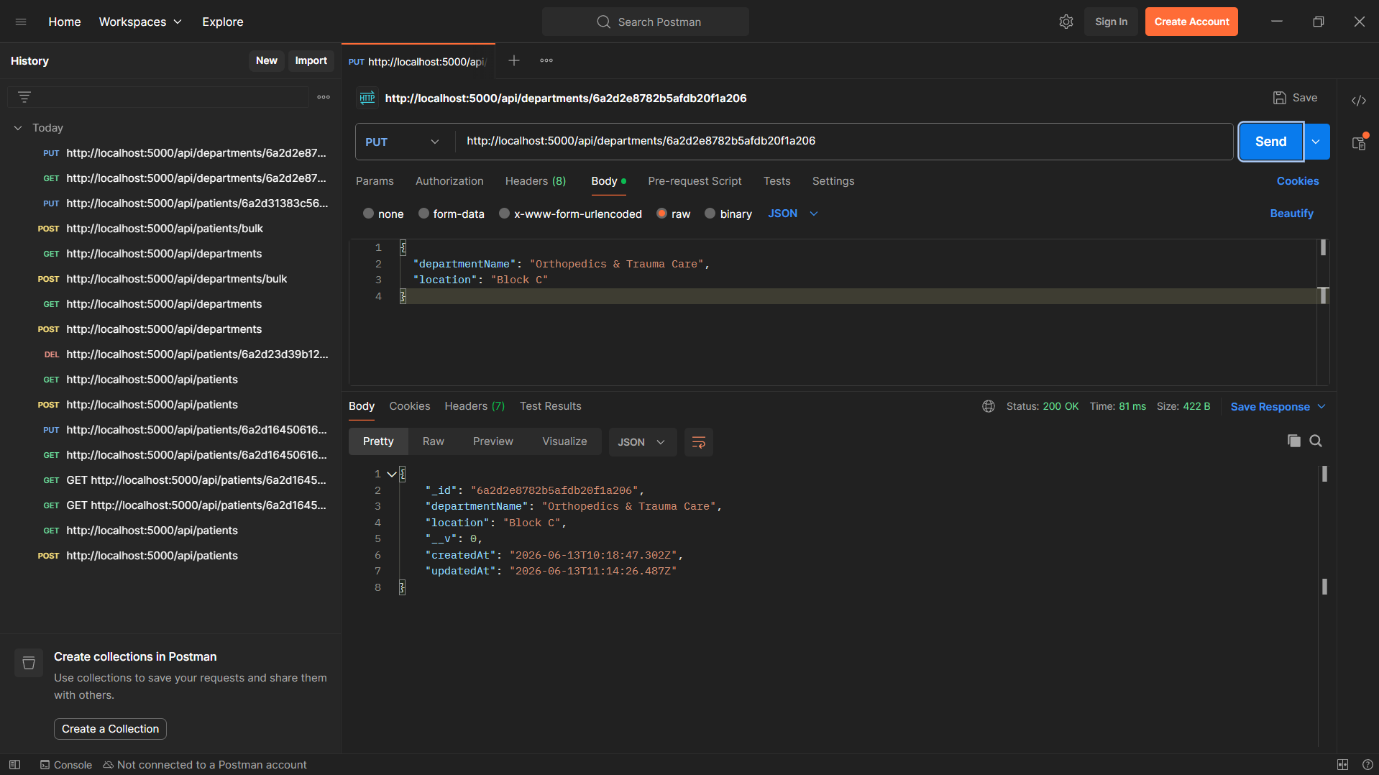 Home Workspaces Explore Search Postman Sign In Create Account
History New Import
PUT http://localhost:5000/api/
http://localhost:5000/api/departments/6a2d2e8782b5afdb20f1a206 Save
Today
PUT http://localhost:5000/api/departments/6a2d2e87...
GET http://localhost:5000/api/departments/6a2d2e87...
PUT http://localhost:5000/api/patients/6a2d31383c56...
POST http://localhost:5000/api/patients/bulk
GET http://localhost:5000/api/departments
POST http://localhost:5000/api/departments/bulk
GET http://localhost:5000/api/departments
POST http://localhost:5000/api/departments
DEL http://localhost:5000/api/patients/6a2d23d39b12...
GET http://localhost:5000/api/patients
POST http://localhost:5000/api/patients
PUT http://localhost:5000/api/patients/6a2d16450616...
GET http://localhost:5000/api/patients/6a2d16450616...
GET GET http://localhost:5000/api/patients/6a2d1645...
GET GET http://localhost:5000/api/patients/6a2d1645...
GET http://localhost:5000/api/patients
POST http://localhost:5000/api/patients
Create collections in Postman
Use collections to save your requests and share them
with others.
Create a Collection
PUT http://localhost:5000/api/departments/6a2d2e8782b5afdb20f1a206 Send
Params Authorization Headers (8) Body Pre-request Script Tests Settings Cookies
none form-data x-www-form-urlencoded raw binary JSON Beautify
1 {
2 "departmentName": "Orthopedics & Trauma Care",
3 "location": "Block C"
4 }
Body Cookies Headers (7) Test Results Status: 200 OK Time: 81 ms Size: 422 B Save Response
Pretty Raw Preview Visualize JSON
1 {
2 "_id": "6a2d2e8782b5afdb20f1a206",
3 "departmentName": "Orthopedics & Trauma Care",
4 "location": "Block C",
5 "__v": 0,
6 "createdAt": "2026-06-13T10:18:47.302Z",
7 "updatedAt": "2026-06-13T11:14:26.487Z"
8 }
Console Not connected to a Postman account